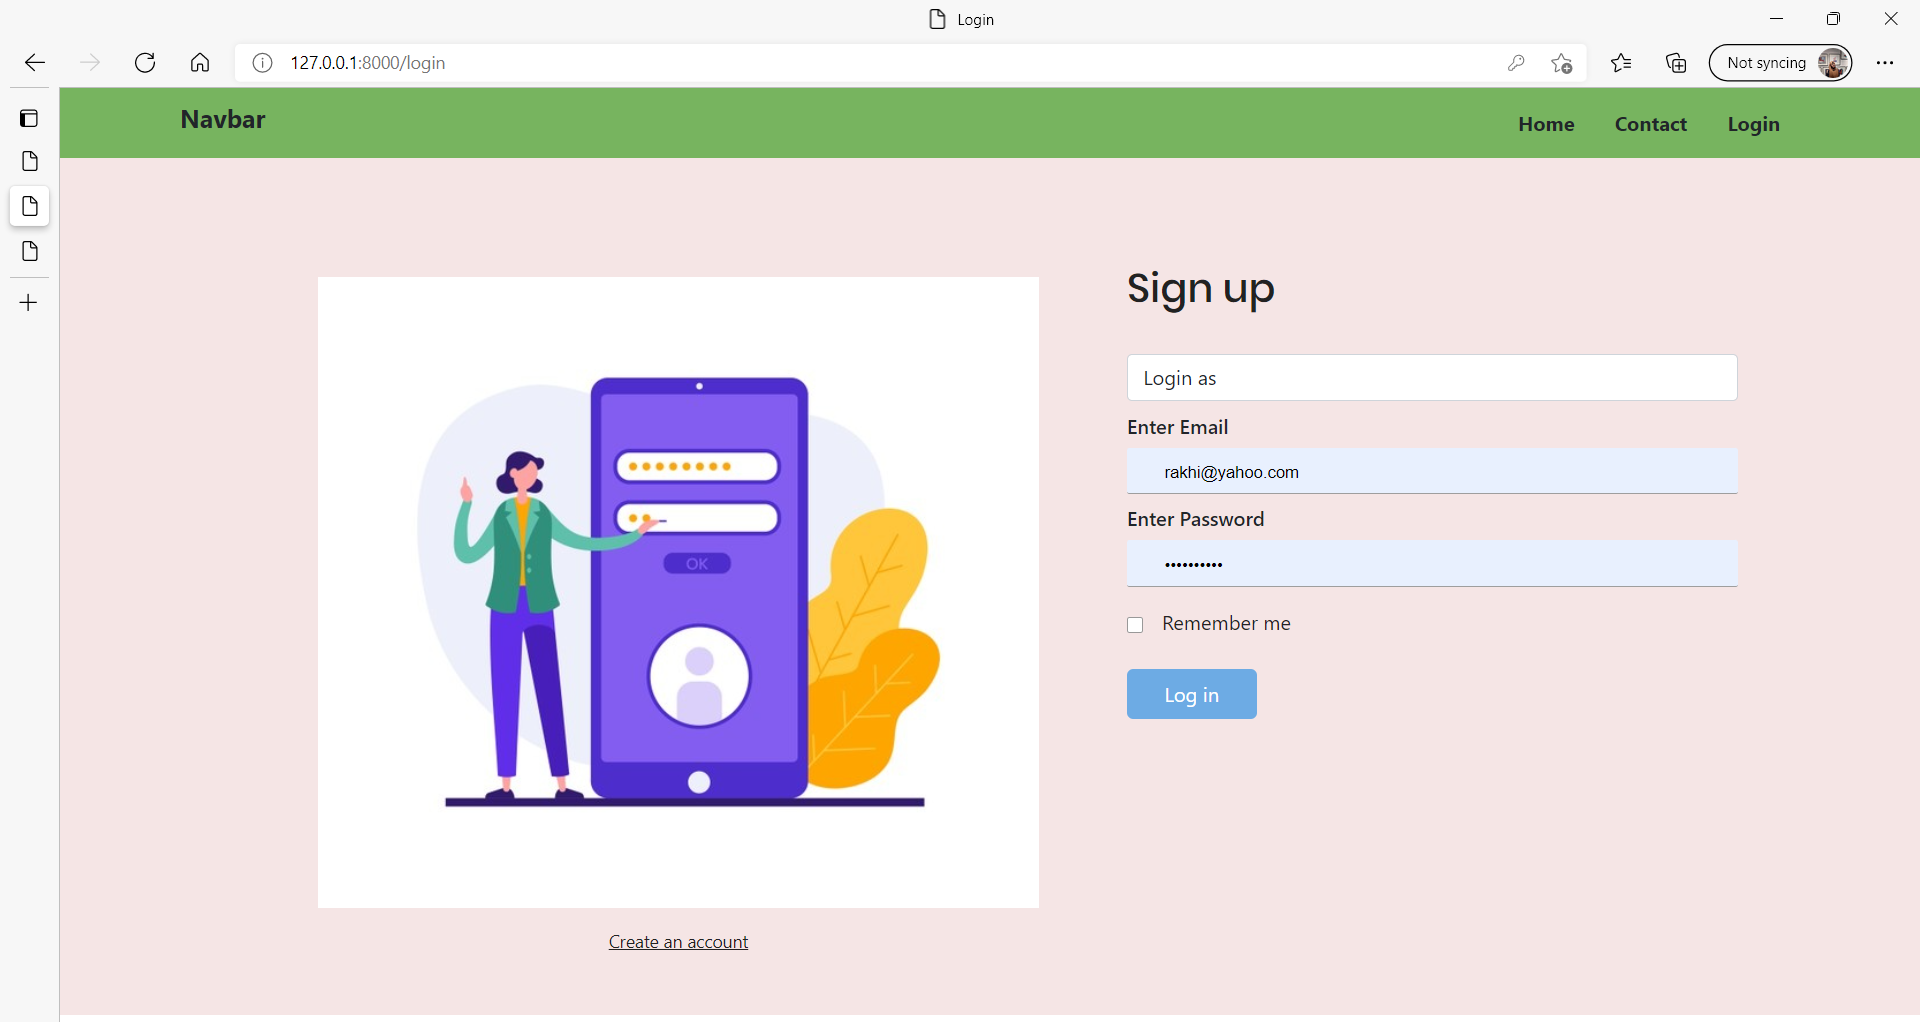 Login
127.0.0.1:8000/login
Not syncing
Navbar
Home
Contact
Login
Sign up
Login as
Enter Email
rakhi@yahoo.com
Enter Password
••••••••••
Remember me
Log in
OK
Create an account